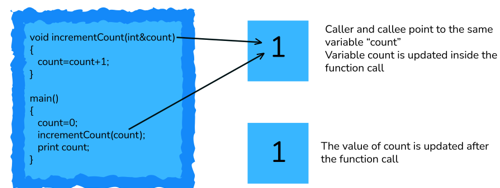 void incrementCount(int&count)
{
count=count+1;
}
main()
{
count=0;
incrementCount(count);
print count;
}
1
Caller and callee point to the same
variable “count”
Variable count is updated inside the
function call
1
The value of count is updated after
the function call